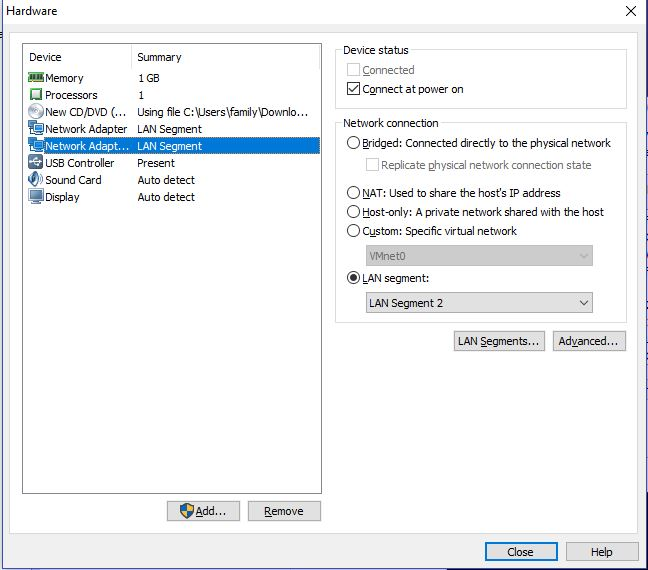 Hardware
Device Summary
Memory 1 GB
Processors 1
New CD/DVD (... Using file C:\Users\family\Downlo...
Network Adapter LAN Segment
Network Adapt... LAN Segment
USB Controller Present
Sound Card Auto detect
Display Auto detect
Add...
Remove
Device status
Connected
Connect at power on
Network connection
Bridged: Connected directly to the physical network
Replicate physical network connection state
NAT: Used to share the host's IP address
Host-only: A private network shared with the host
Custom: Specific virtual network
VMnet0
LAN segment:
LAN Segment 2
LAN Segments...
Advanced...
Close
Help